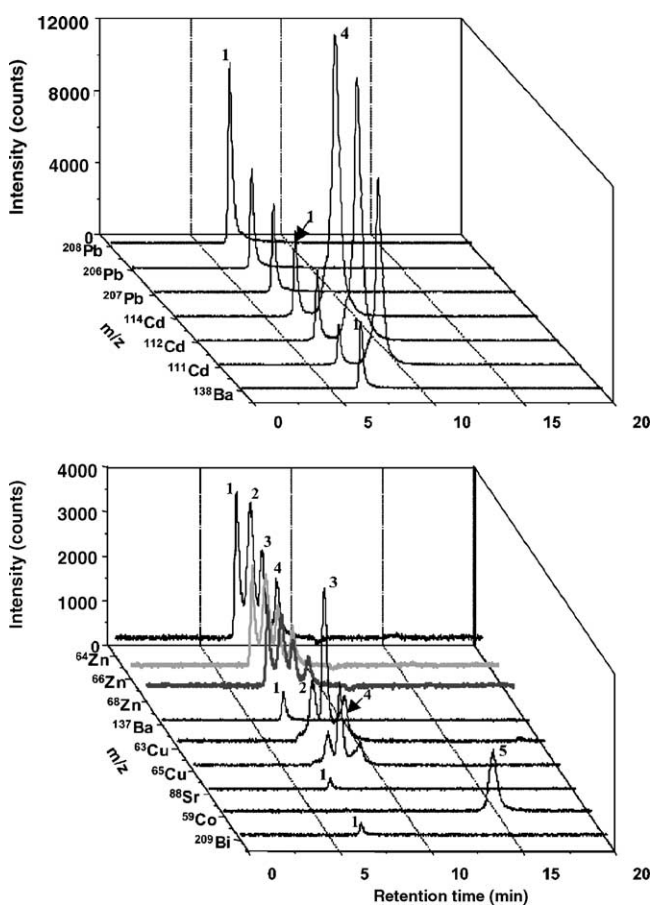 12000
8000
4000
0
Intensity (counts)
1
4
1
1
208Pb
206Pb
207Pb
114Cd
112Cd
111Cd
138Ba
m/z
0 5 10 15 20
4000
3000
2000
1000
0
Intensity (counts)
1 2
3
4
3
1
2
4
5
1
1
64Zn
66Zn
68Zn
137Ba
63Cu
65Cu
88Sr
59Co
209Bi
m/z
0 5 10 15 20
Retention time (min)